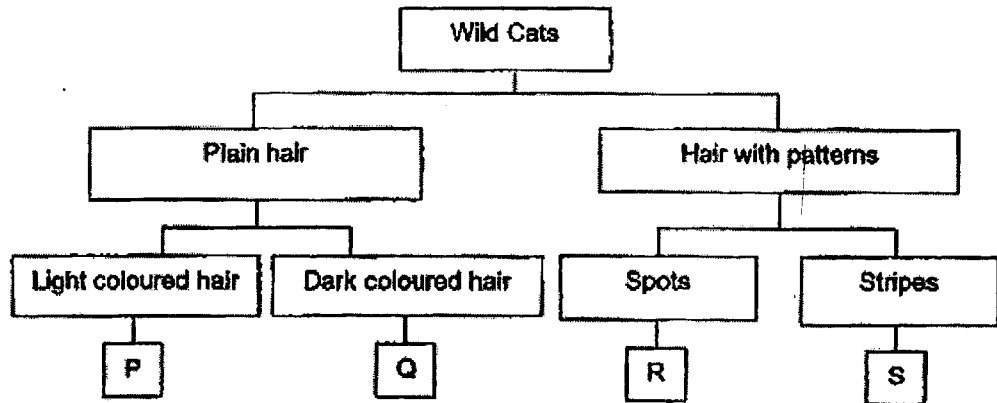 Wild Cats
Plain hair
Hair with patterns
Light coloured hair
Dark coloured hair
Spots
Stripes
P
Q
R
S